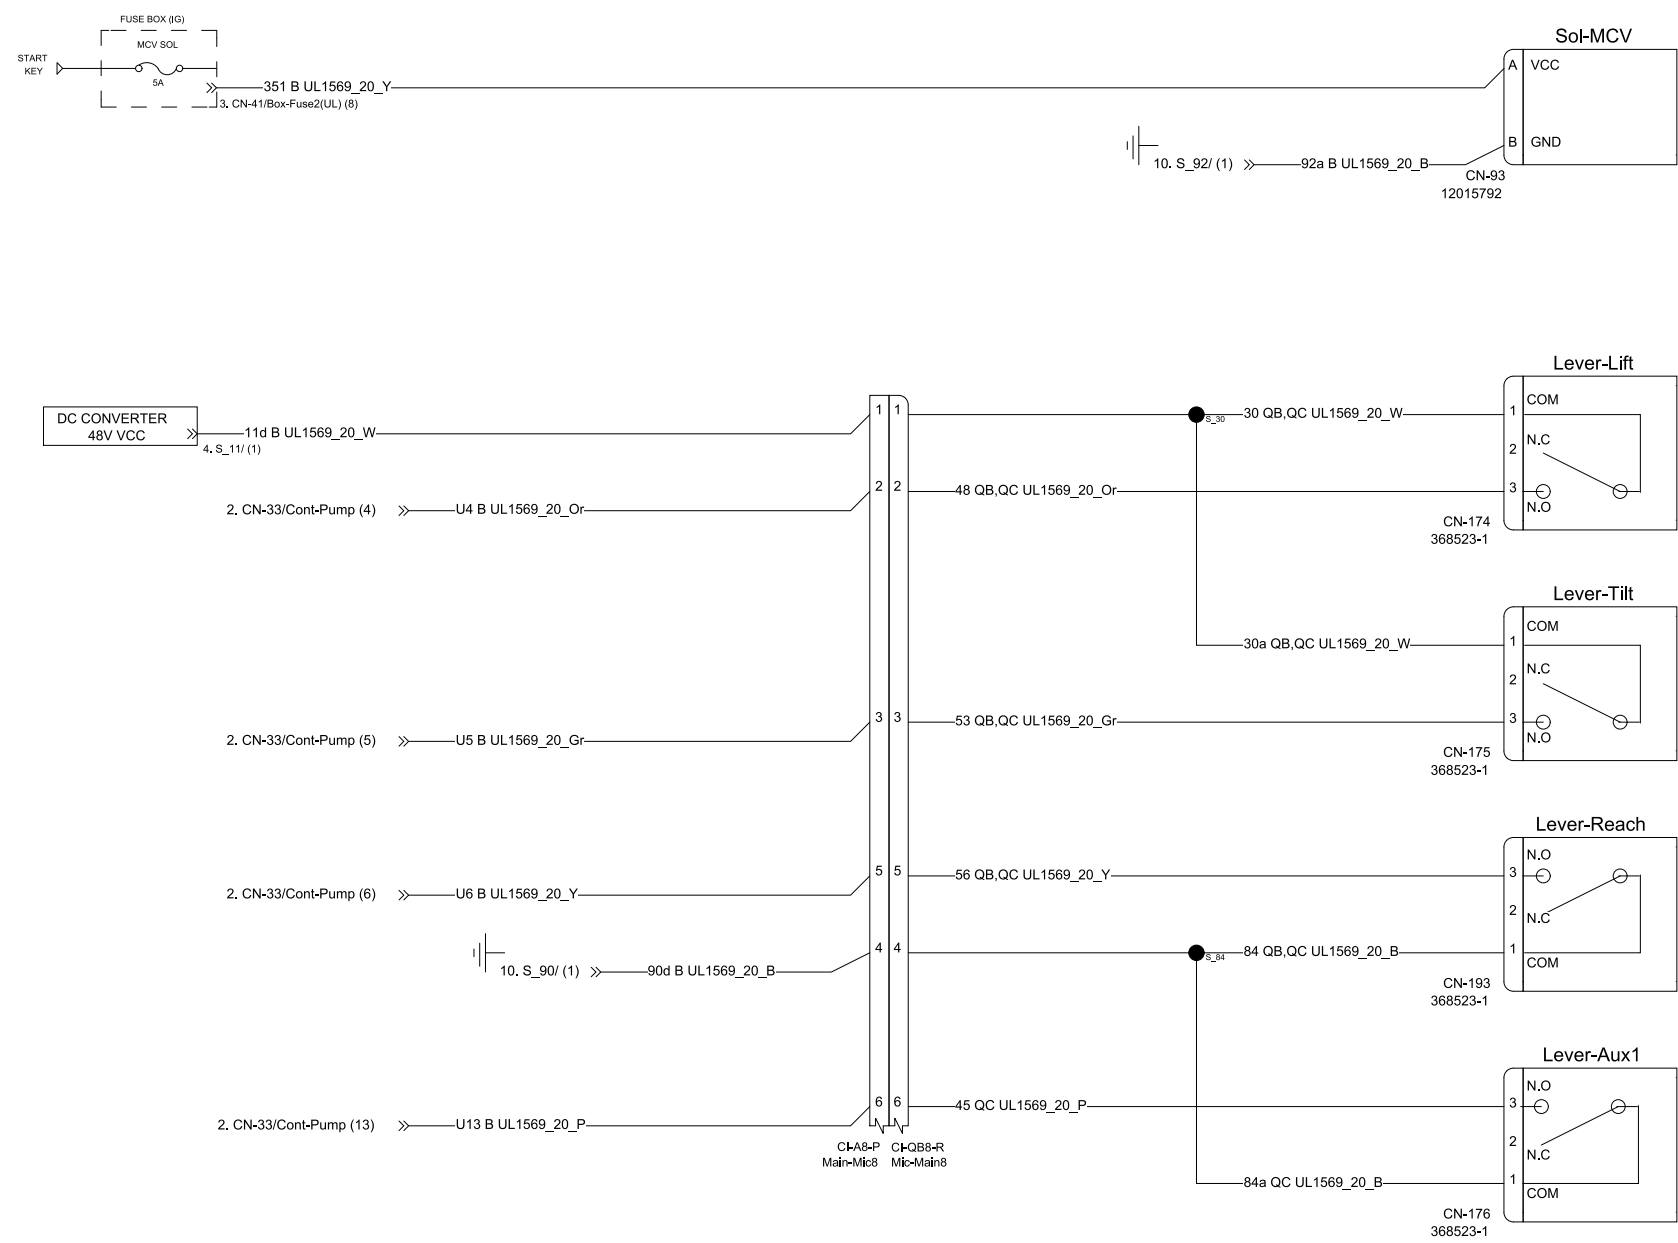 FUSE BOX (IG)
MCV SOL
START
KEY
5A
351 B UL1569_20_Y
3. CN-41/Box-Fuse2(UL) (8)
Sol-MCV
A VCC
B GND
10. S_92/ (1)
92a B UL1569_20_B
CN-93
12015792
DC CONVERTER
48V VCC
11d B UL1569_20_W
4. S_11/ (1)
1 1
S_30
30 QB,QC UL1569_20_W
Lever-Lift
1 COM
2 N.C
3 N.O
CN-174
368523-1
2. CN-33/Cont-Pump (4)
U4 B UL1569_20_Or
2 2
48 QB,QC UL1569_20_Or
Lever-Tilt
30a QB,QC UL1569_20_W
1 COM
2 N.C
3 N.O
CN-175
368523-1
2. CN-33/Cont-Pump (5)
U5 B UL1569_20_Gr
3 3
53 QB,QC UL1569_20_Gr
Lever-Reach
3 N.O
2 N.C
1 COM
CN-193
368523-1
2. CN-33/Cont-Pump (6)
U6 B UL1569_20_Y
5 5
56 QB,QC UL1569_20_Y
10. S_90/ (1)
90d B UL1569_20_B
4 4
S_84
84 QB,QC UL1569_20_B
Lever-Aux1
3 N.O
2 N.C
1 COM
CN-176
368523-1
2. CN-33/Cont-Pump (13)
U13 B UL1569_20_P
6 6
45 QC UL1569_20_P
84a QC UL1569_20_B
CI-A8-P
Main-Mic8
CI-QB8-R
Mic-Main8